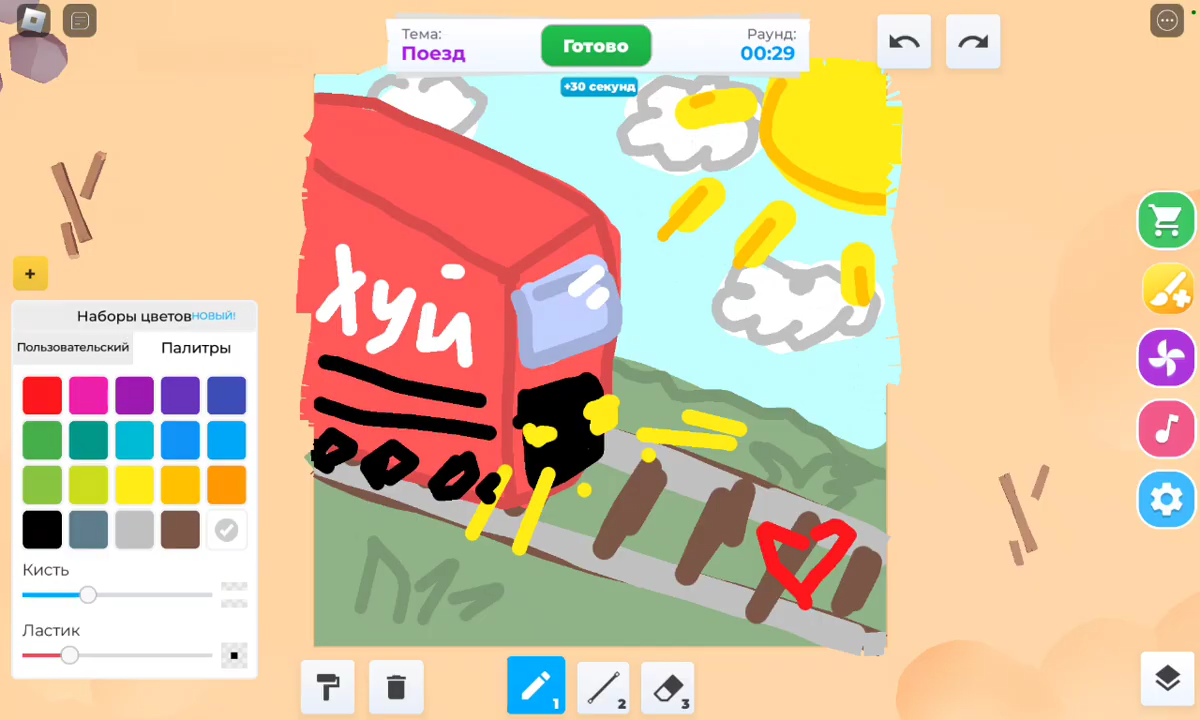 Тема:
Поезд
Готово
Раунд:
00:29
+30 секунд
Хуй
+
Наборы цветов НОВЫЙ!
Пользовательский
Палитры
Кисть
Ластик
1
2
3